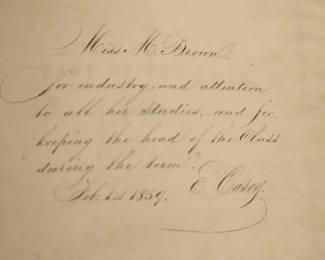 Miss M. Brown.
for industry and attention
to all her studies, and for
keeping the head of the Class
during the term.
Feb. 1st 1859. E. Casey.